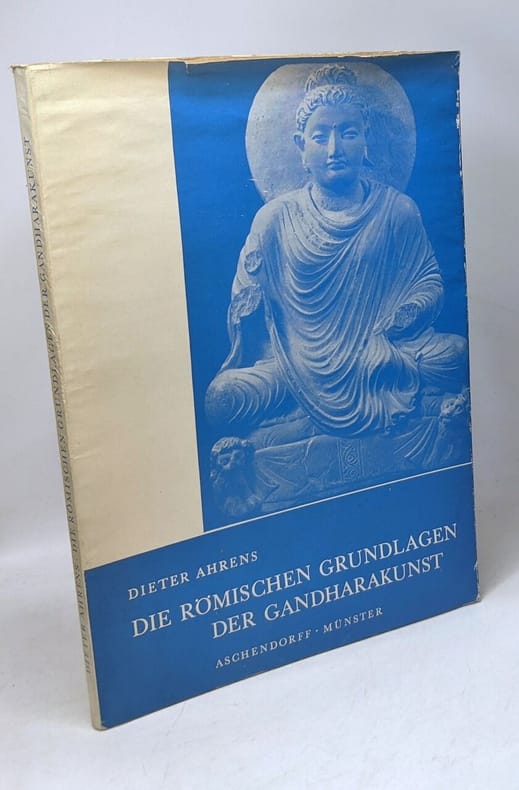 DIETER AHRENS
DIE RÖMISCHEN GRUNDLAGEN
DER GANDHARAKUNST
ASCHENDORFF · MÜNSTER
DIETER AHRENS · DIE RÖMISCHEN GRUNDLAGEN DER GANDHARAKUNST